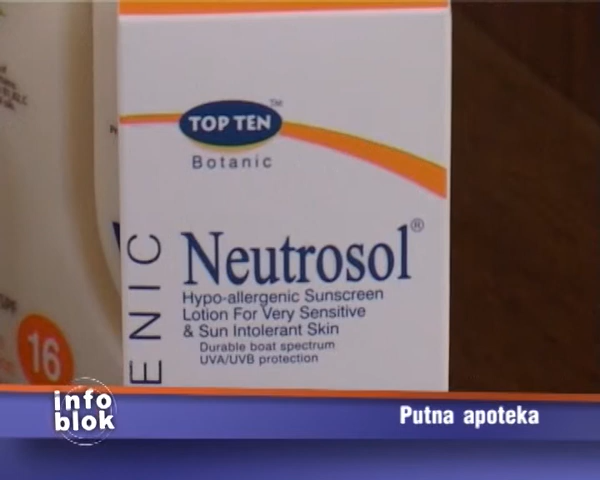 TOP TEN™
Botanic
ENIC
Neutrosol®
Hypo-allergenic Sunscreen
Lotion For Very Sensitive
& Sun Intolerant Skin
Durable boat spectrum
UVA/UVB protection
16
info
blok
Putna apoteka